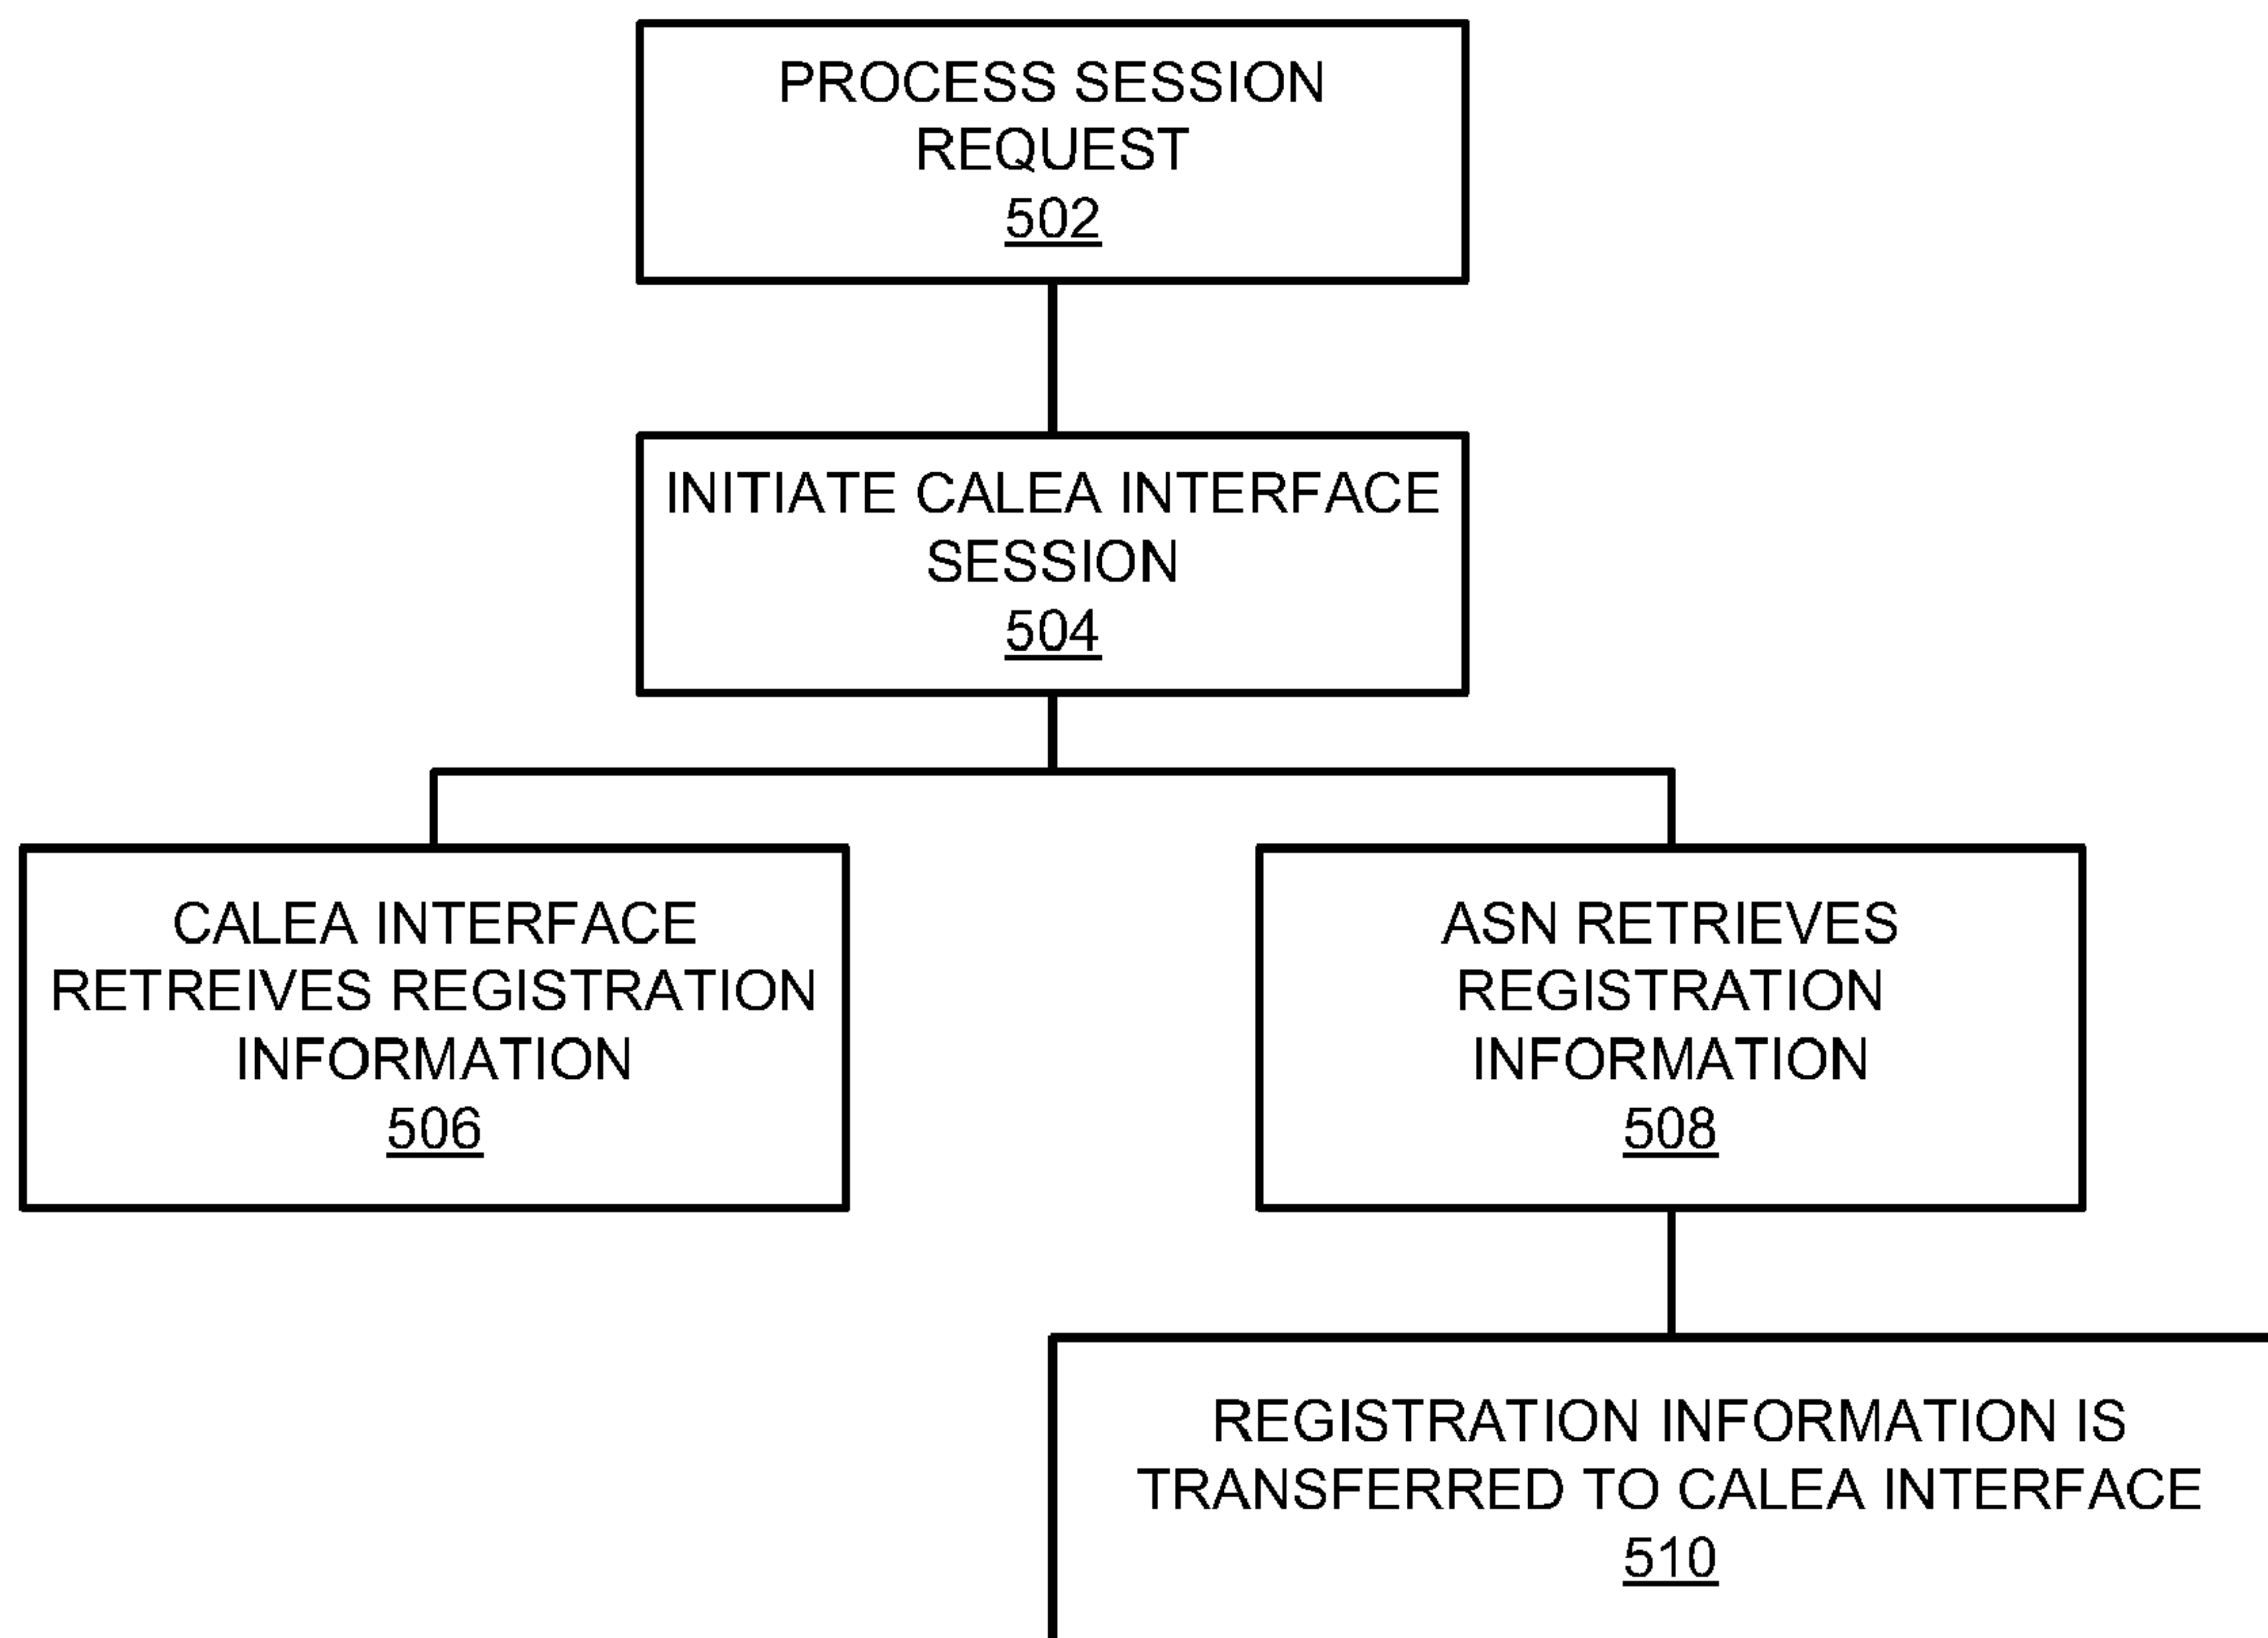 PROCESS SESSION
REQUEST
502
INITIATE CALEA INTERFACE
SESSION
504
CALEA INTERFACE
RETREIVES REGISTRATION
INFORMATION
506
ASN RETRIEVES
REGISTRATION
INFORMATION
508
REGISTRATION INFORMATION IS
TRANSFERRED TO CALEA INTERFACE
510